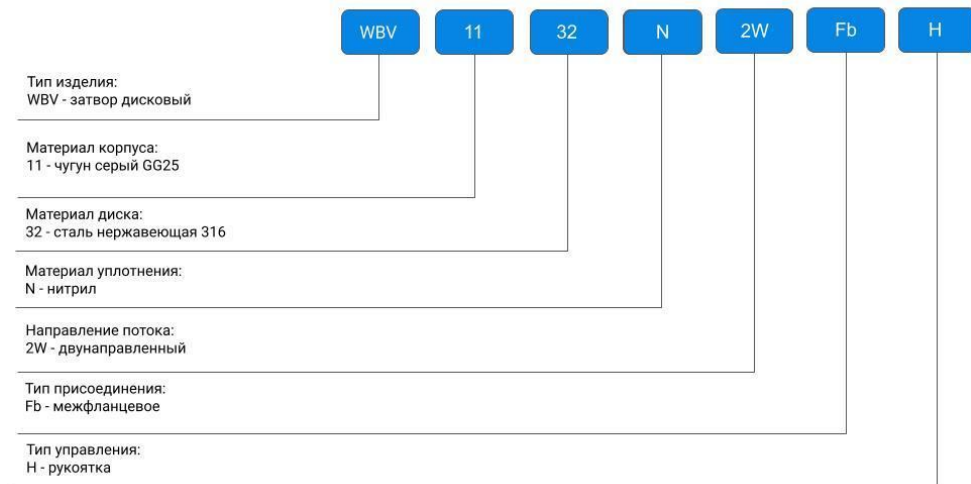 WBV 11 32 N 2W Fb H
Тип изделия:
WBV - затвор дисковый
Материал корпуса:
11 - чугун серый GG25
Материал диска:
32 - сталь нержавеющая 316
Материал уплотнения:
N - нитрил
Направление потока:
2W - двунаправленный
Тип присоединения:
Fb - межфланцевое
Тип управления:
H - рукоятка